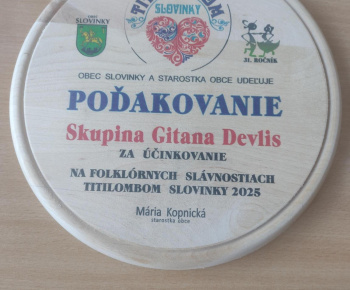 OBEC
SLOVINKY
TITILOMBOM
SLOVINKY
31. ROČNÍK
OBEC SLOVINKY A STAROSTKA OBCE UDEĽUJE
POĎAKOVANIE
Skupina Gitana Devlis
ZA ÚČINKOVANIE
NA FOLKLÓRNYCH SLÁVNOSTIACH
TITILOMBOM SLOVINKY 2025
Mária Kopnická
starostka obce